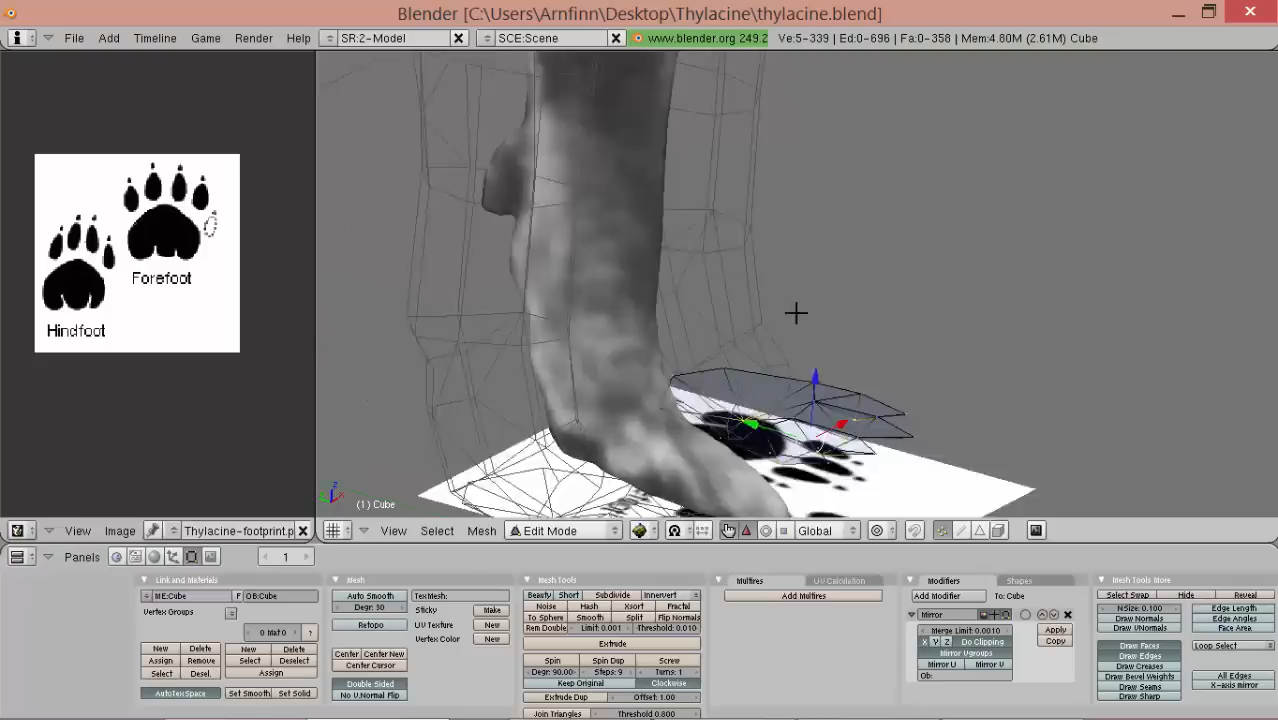 Blender [C:\Users\Arnfinn\Desktop\Thylacine\thylacine.blend]
File Add Timeline Game Render Help SR:2-Model SCE:Scene www.blender.org 249.2 Ve:5-339 | Ed:0-696 | Fa:0-358 | Mem:4.80M (2.61M) Cube
Forefoot
Hindfoot
(1) Cube
View Image Thylacine-footprint.p View Select Mesh Edit Mode Global
Panels 1
Link and Materials Mesh Mesh Tools Multires UV Calculation Modifiers Shapes Mesh Tools More
ME:Cube F OB:Cube Auto Smooth TexMesh: Beauty Short Subdivide Innervert Add Multires Add Modifier To: Cube Select Swap Hide Reveal
Vertex Groups Degr: 30 Sticky Make Noise Hash Xsort Fractal Mirror NSize: 0.100 Edge Length
Retopo UV Texture New To Sphere Smooth Split Flip Normals Merge Limit: 0.0010 Apply Draw Normals Edge Angles
0 Mat 0 ? Vertex Color New Rem Double Limit: 0.001 Threshold: 0.010 X Y Z Do Clipping Copy Draw VNormals Face Area
New Delete New Delete Center Center New Extrude Mirror Vgroups Draw Faces Loop Select
Assign Remove Select Deselect Center Cursor Spin Spin Dup Screw Mirror U Mirror V Draw Edges
Select Desel. Assign Degr: 90.00 Steps: 9 Turns: 1 Ob: Draw Creases All Edges
AutoTexSpace Set Smooth Set Solid Double Sided Keep Original Clockwise Draw Bevel Weights X-axis mirror
No V.Normal Flip Extrude Dup Offset: 1.00 Draw Seams
Join Triangles Threshold 0.800 Draw Sharp